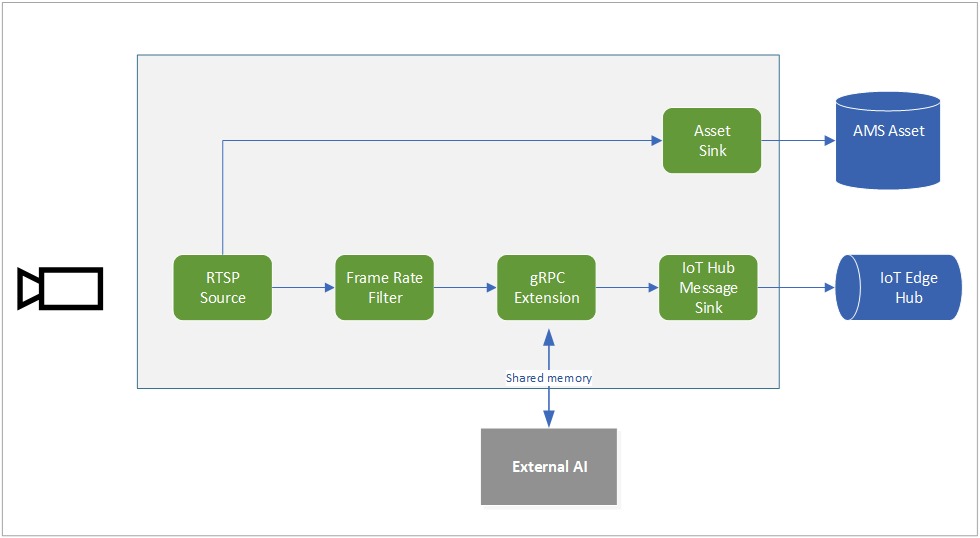 Asset
Sink
AMS Asset
RTSP
Source
Frame Rate
Filter
gRPC
Extension
IoT Hub
Message
Sink
IoT Edge
Hub
Shared memory
External AI